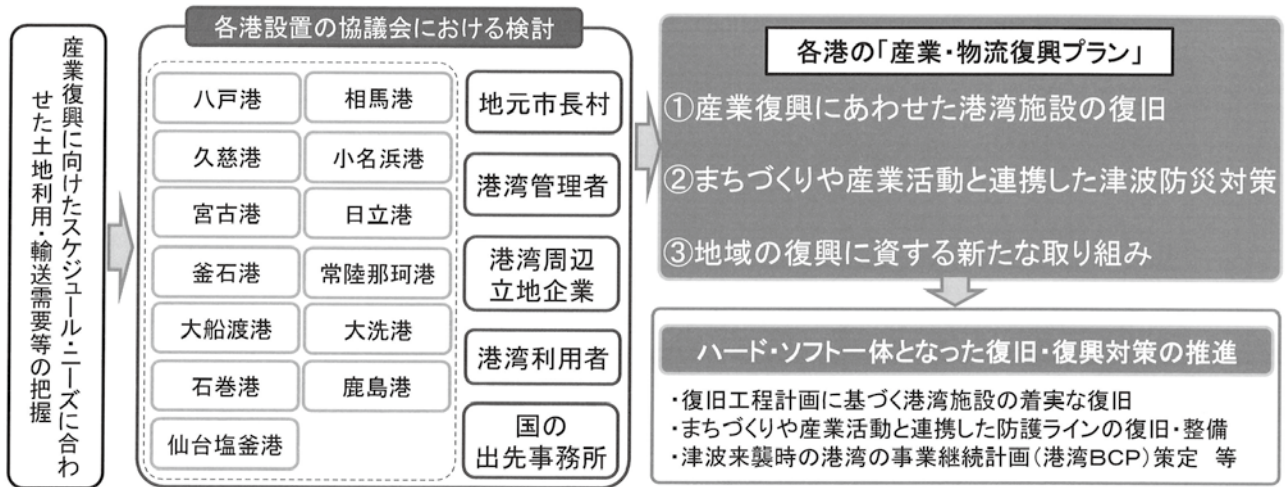 産業復興に向けたスケジュール・ニーズに合わ
せた土地利用・輸送需要等の把握
各港設置の協議会における検討
八戸港
相馬港
久慈港
小名浜港
宮古港
日立港
釜石港
常陸那珂港
大船渡港
大洗港
石巻港
鹿島港
仙台塩釜港
地元市長村
港湾管理者
港湾周辺
立地企業
港湾利用者
国の
出先事務所
各港の「産業・物流復興プラン」
①産業復興にあわせた港湾施設の復旧
②まちづくりや産業活動と連携した津波防災対策
③地域の復興に資する新たな取り組み
ハード・ソフト一体となった復旧・復興対策の推進
・復旧工程計画に基づく港湾施設の着実な復旧
・まちづくりや産業活動と連携した防護ラインの復旧・整備
・津波来襲時の港湾の事業継続計画(港湾BCP)策定 等